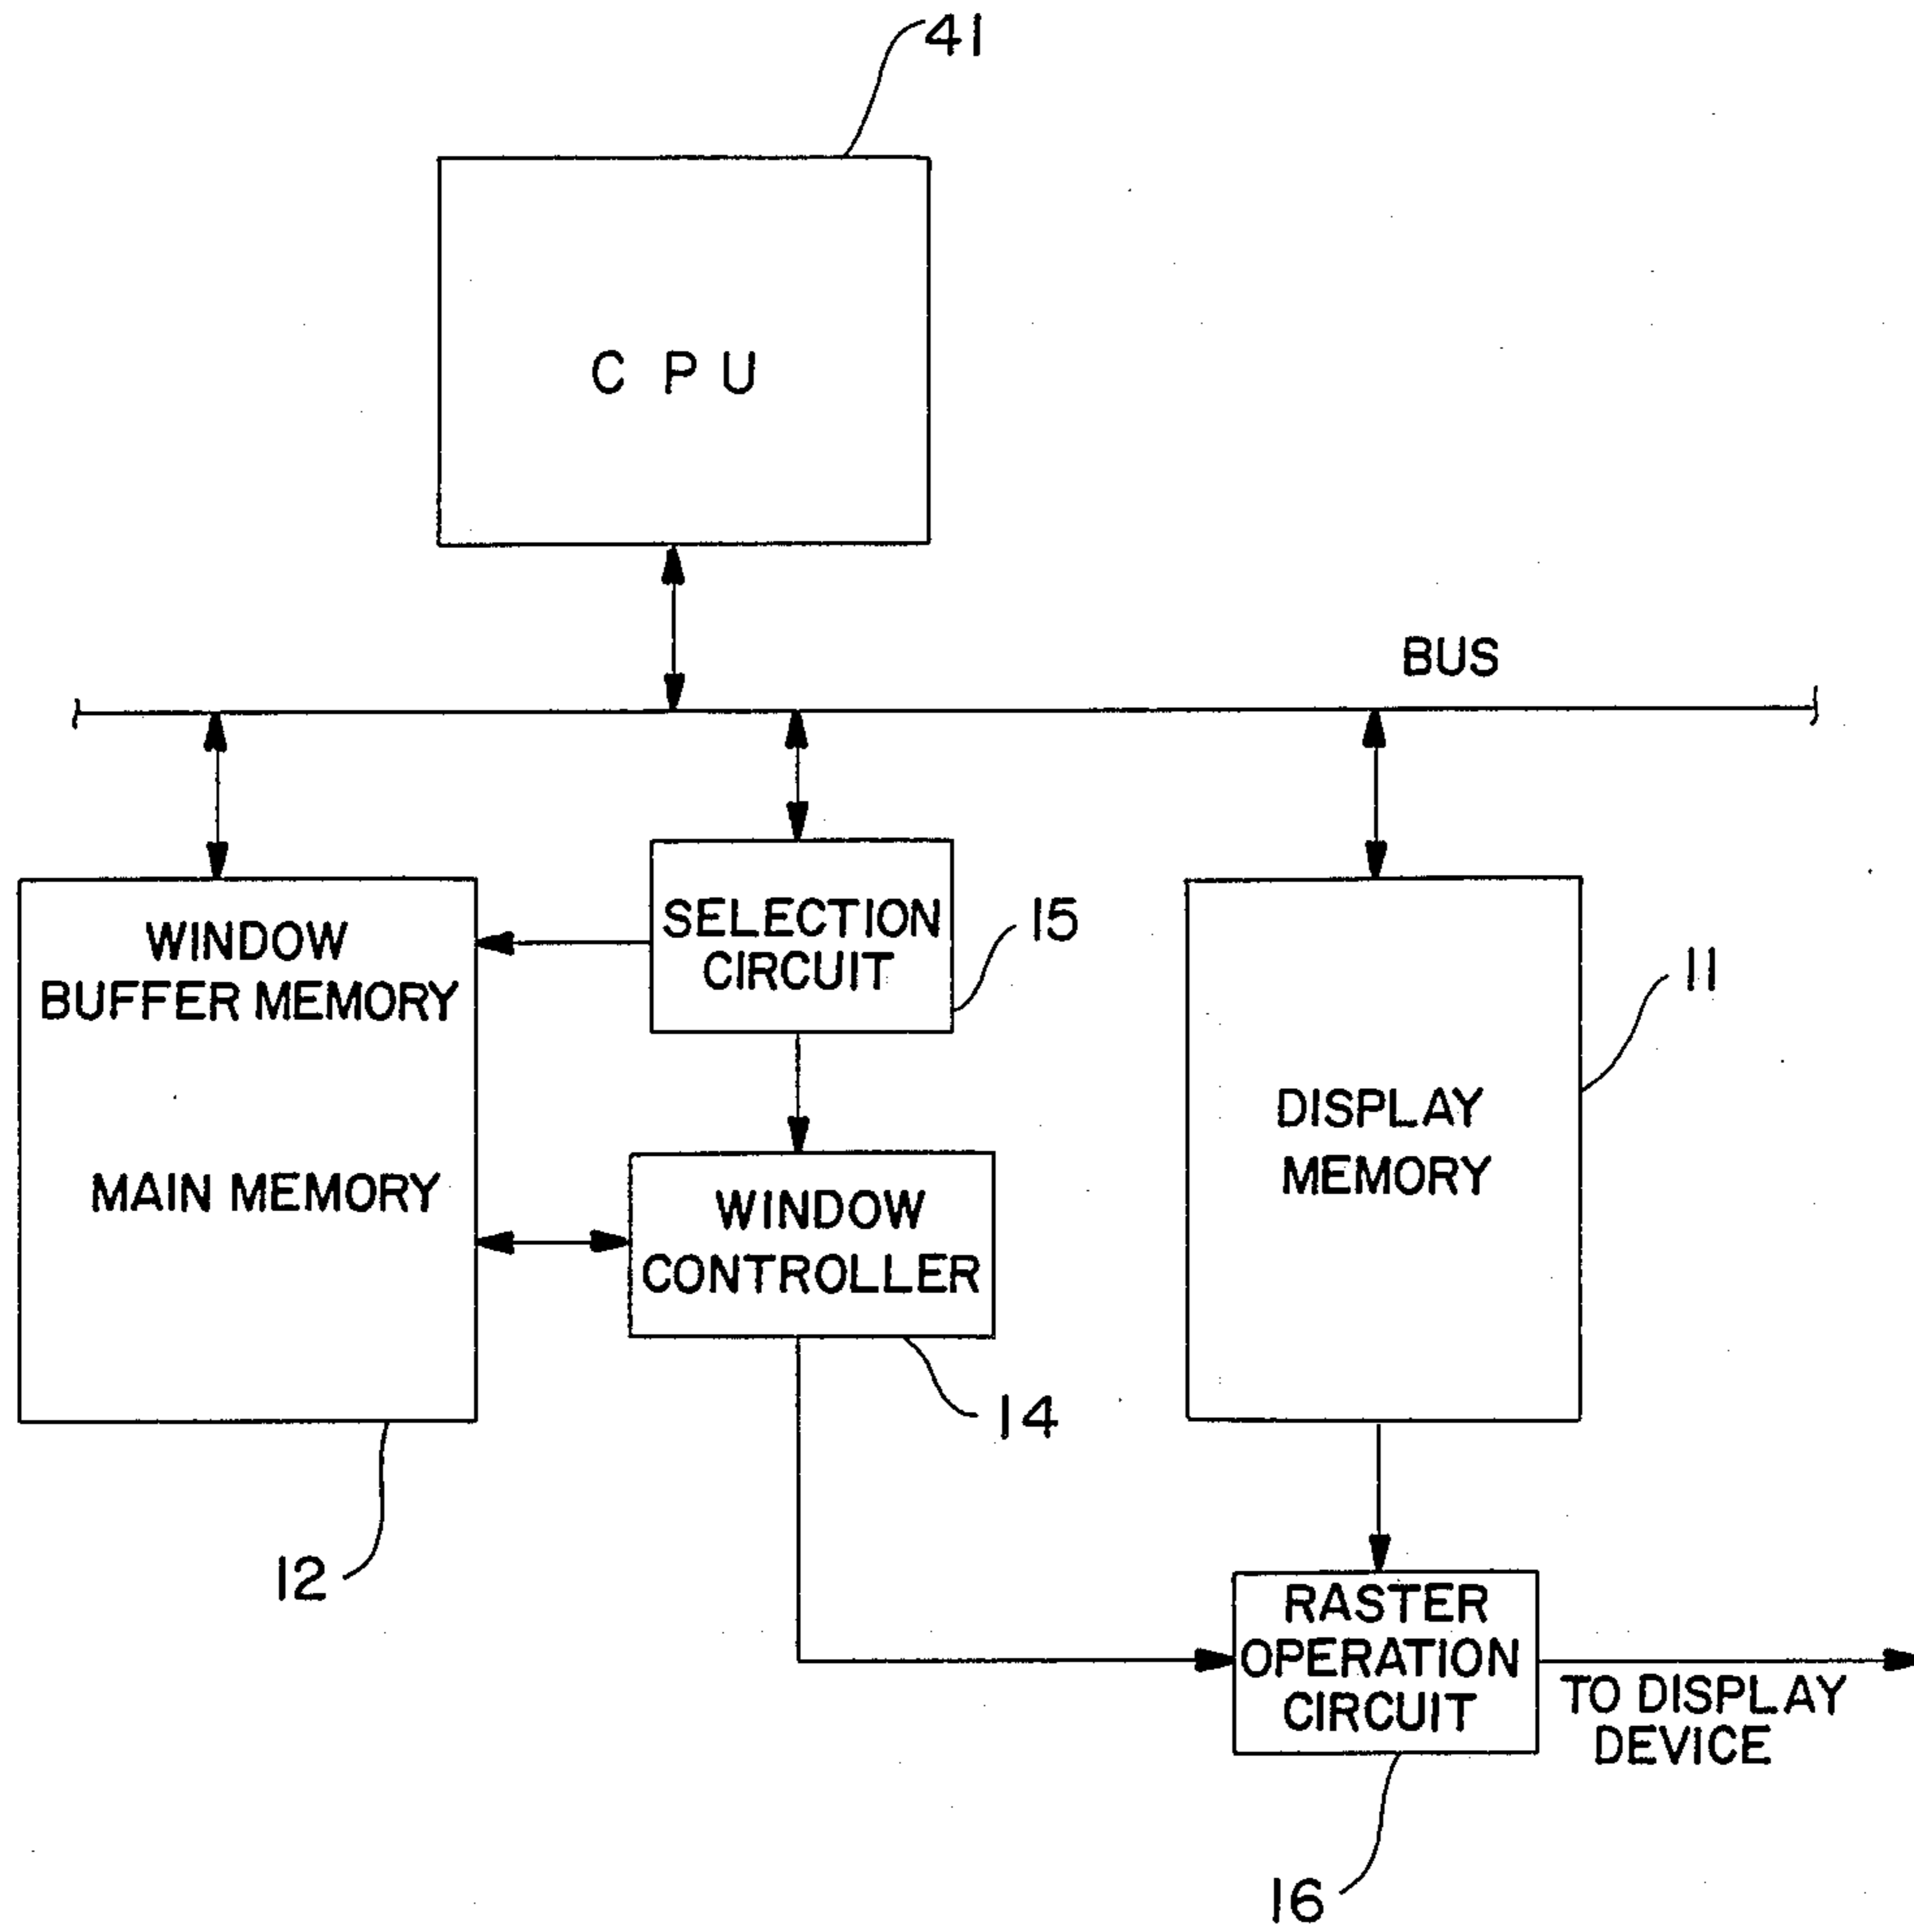 41
C P U
BUS
WINDOW
BUFFER MEMORY
MAIN MEMORY
SELECTION
CIRCUIT
15
11
DISPLAY
MEMORY
WINDOW
CONTROLLER
14
12
RASTER
OPERATION
CIRCUIT
TO DISPLAY
DEVICE
16